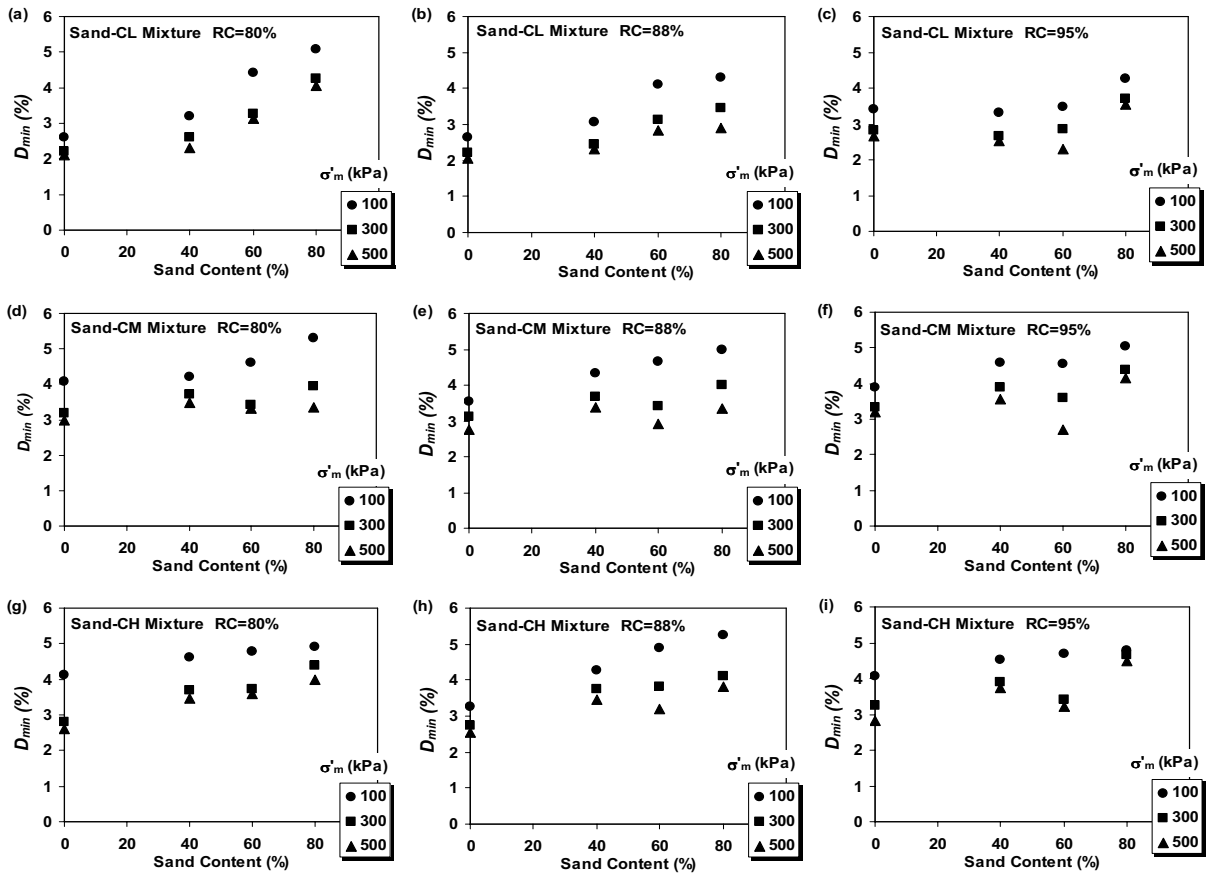 (a)
Sand-CL Mixture RC=80%
6
5
4
3
2
1
0
D_min (%)
0 20 40 60 80
Sand Content (%)
σ'm (kPa)
100
300
500
(b)
Sand-CL Mixture RC=88%
6
5
4
3
2
1
0
D_min (%)
0 20 40 60 80
Sand Content (%)
σ'm (kPa)
100
300
500
(c)
Sand-CL Mixture RC=95%
6
5
4
3
2
1
0
D_min (%)
0 20 40 60 80
Sand Content (%)
σ'm (kPa)
100
300
500
(d)
Sand-CM Mixture RC=80%
6
5
4
3
2
1
0
D_min (%)
0 20 40 60 80
Sand Content (%)
σ'm (kPa)
100
300
500
(e)
Sand-CM Mixture RC=88%
6
5
4
3
2
1
0
D_min (%)
0 20 40 60 80
Sand Content (%)
σ'm (kPa)
100
300
500
(f)
Sand-CM Mixture RC=95%
6
5
4
3
2
1
0
D_min (%)
0 20 40 60 80
Sand Content (%)
σ'm (kPa)
100
300
500
(g)
Sand-CH Mixture RC=80%
6
5
4
3
2
1
0
D_min (%)
0 20 40 60 80
Sand Content (%)
σ'm (kPa)
100
300
500
(h)
Sand-CH Mixture RC=88%
6
5
4
3
2
1
0
D_min (%)
0 20 40 60 80
Sand Content (%)
σ'm (kPa)
100
300
500
(i)
Sand-CH Mixture RC=95%
6
5
4
3
2
1
0
D_min (%)
0 20 40 60 80
Sand Content (%)
σ'm (kPa)
100
300
500